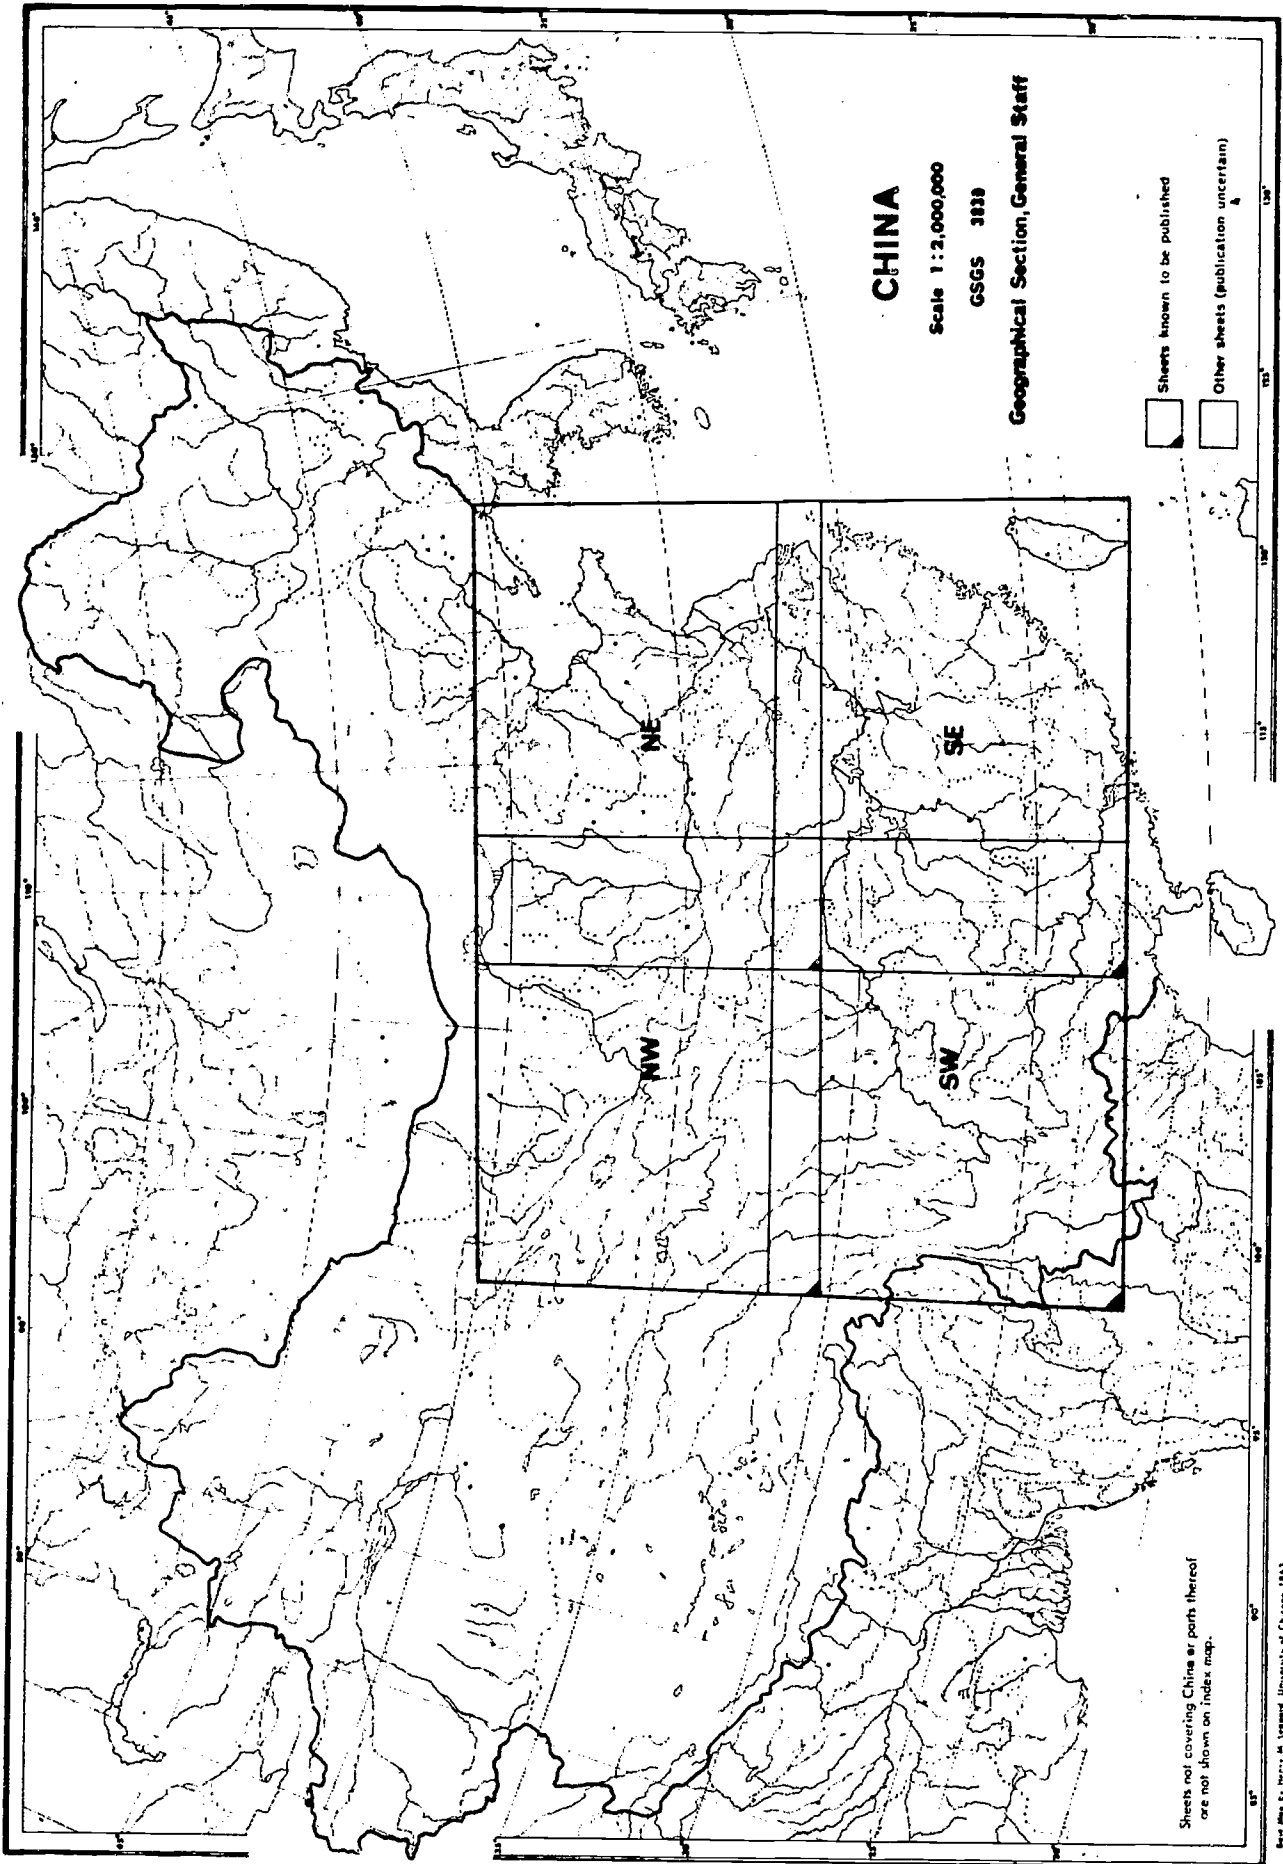 CHINA
Scale 1:2,000,000
GSGS 3839
Geographical Section, General Staff
Sheets known to be published
Other sheets (publication uncertain)
NW
NE
SW
SE
Sheets not covering China or parts thereof
are not shown on index map.